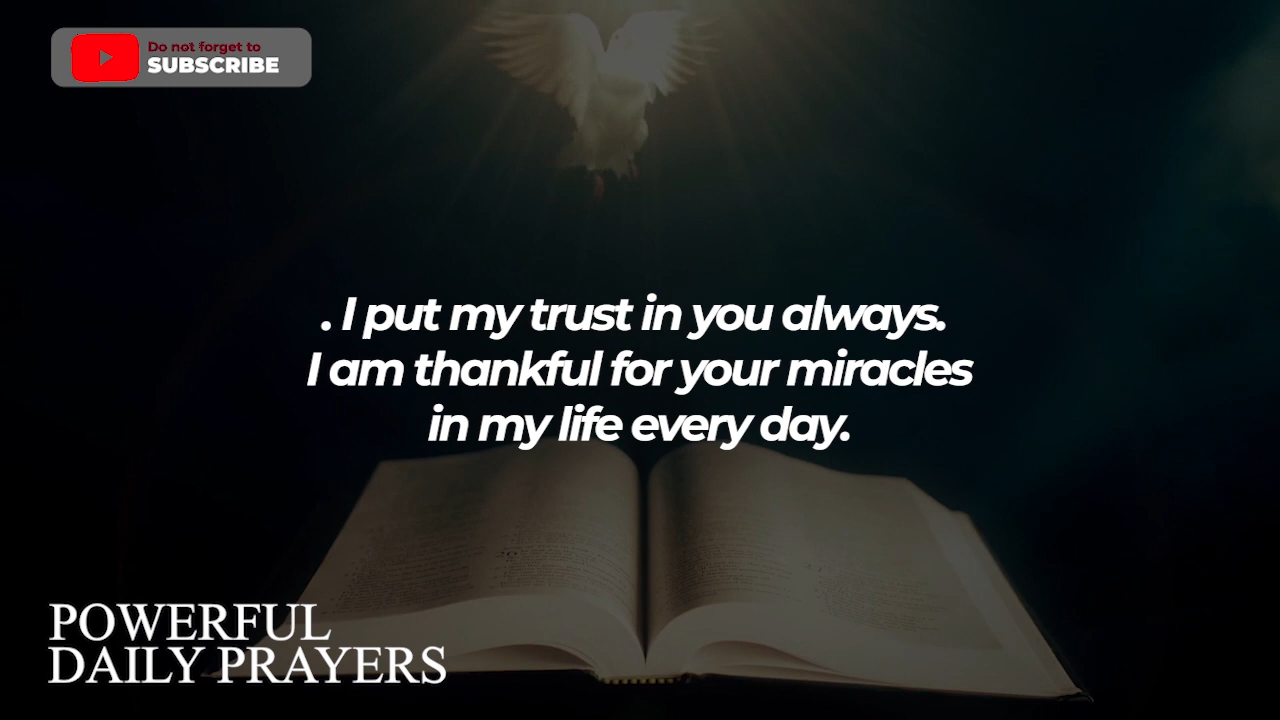 Do not forget to
SUBSCRIBE
. I put my trust in you always.
I am thankful for your miracles
in my life every day.
POWERFUL
DAILY PRAYERS